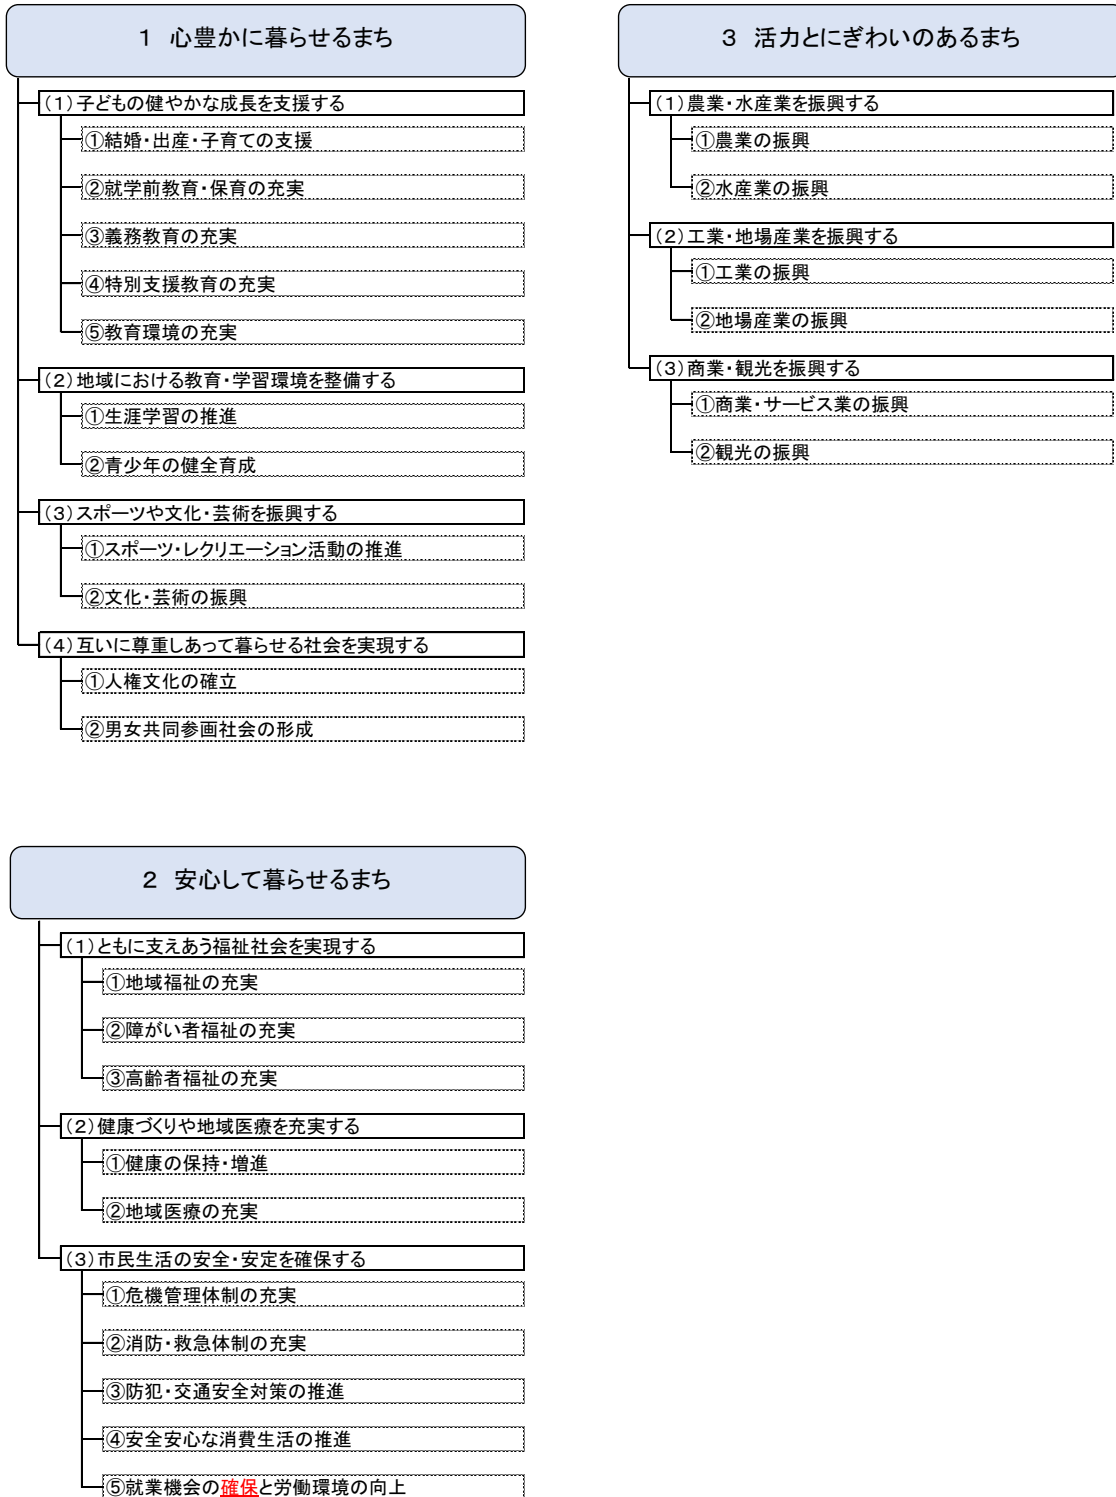 1 心豊かに暮らせるまち
(1)子どもの健やかな成長を支援する
①結婚・出産・子育ての支援
②就学前教育・保育の充実
③義務教育の充実
④特別支援教育の充実
⑤教育環境の充実
(2)地域における教育・学習環境を整備する
①生涯学習の推進
②青少年の健全育成
(3)スポーツや文化・芸術を振興する
①スポーツ・レクリエーション活動の推進
②文化・芸術の振興
(4)互いに尊重しあって暮らせる社会を実現する
①人権文化の確立
②男女共同参画社会の形成
2 安心して暮らせるまち
(1)ともに支えあう福祉社会を実現する
①地域福祉の充実
②障がい者福祉の充実
③高齢者福祉の充実
(2)健康づくりや地域医療を充実する
①健康の保持・増進
②地域医療の充実
(3)市民生活の安全・安定を確保する
①危機管理体制の充実
②消防・救急体制の充実
③防犯・交通安全対策の推進
④安全安心な消費生活の推進
⑤就業機会の確保と労働環境の向上
3 活力とにぎわいのあるまち
(1)農業・水産業を振興する
①農業の振興
②水産業の振興
(2)工業・地場産業を振興する
①工業の振興
②地場産業の振興
(3)商業・観光を振興する
①商業・サービス業の振興
②観光の振興